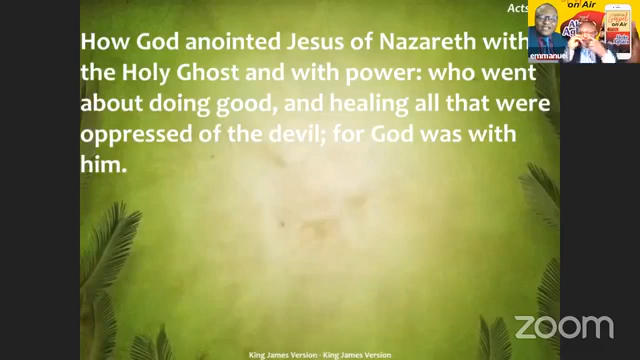 Acts
on Air
How God anointed Jesus of Nazareth with
the Holy Ghost and with power: who went
about doing good, and healing all that were
oppressed of the devil; for God was with
him.
emmanuel
zoom
King James Version - King James Version